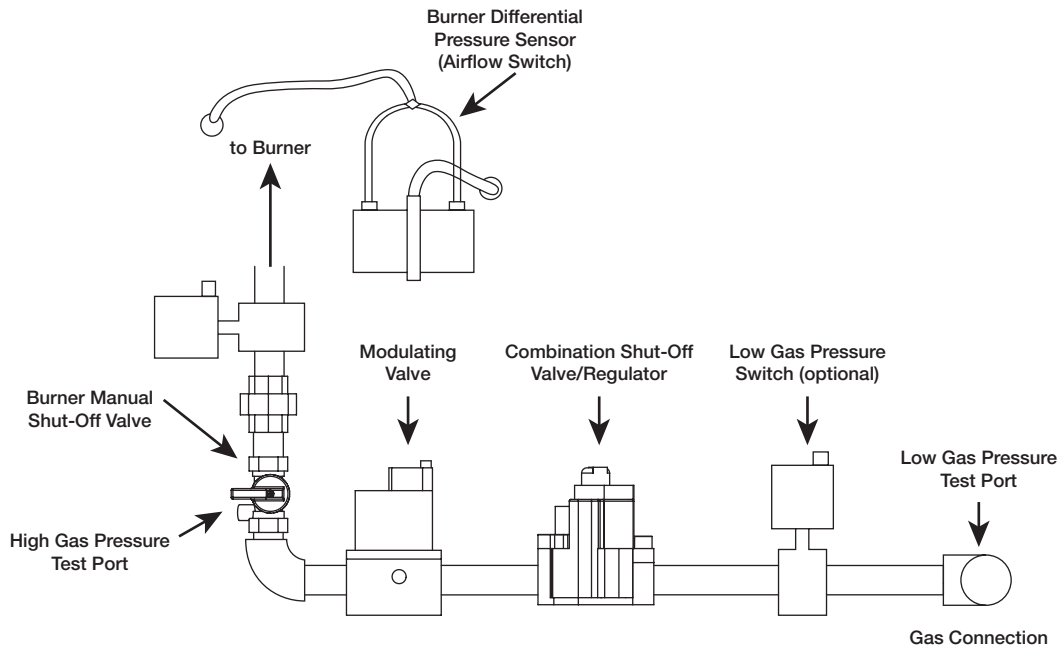 Burner Differential
Pressure Sensor
(Airflow Switch)
to Burner
Modulating
Valve
Combination Shut-Off
Valve/Regulator
Low Gas Pressure
Switch (optional)
Burner Manual
Shut-Off Valve
Low Gas Pressure
Test Port
High Gas Pressure
Test Port
Gas Connection